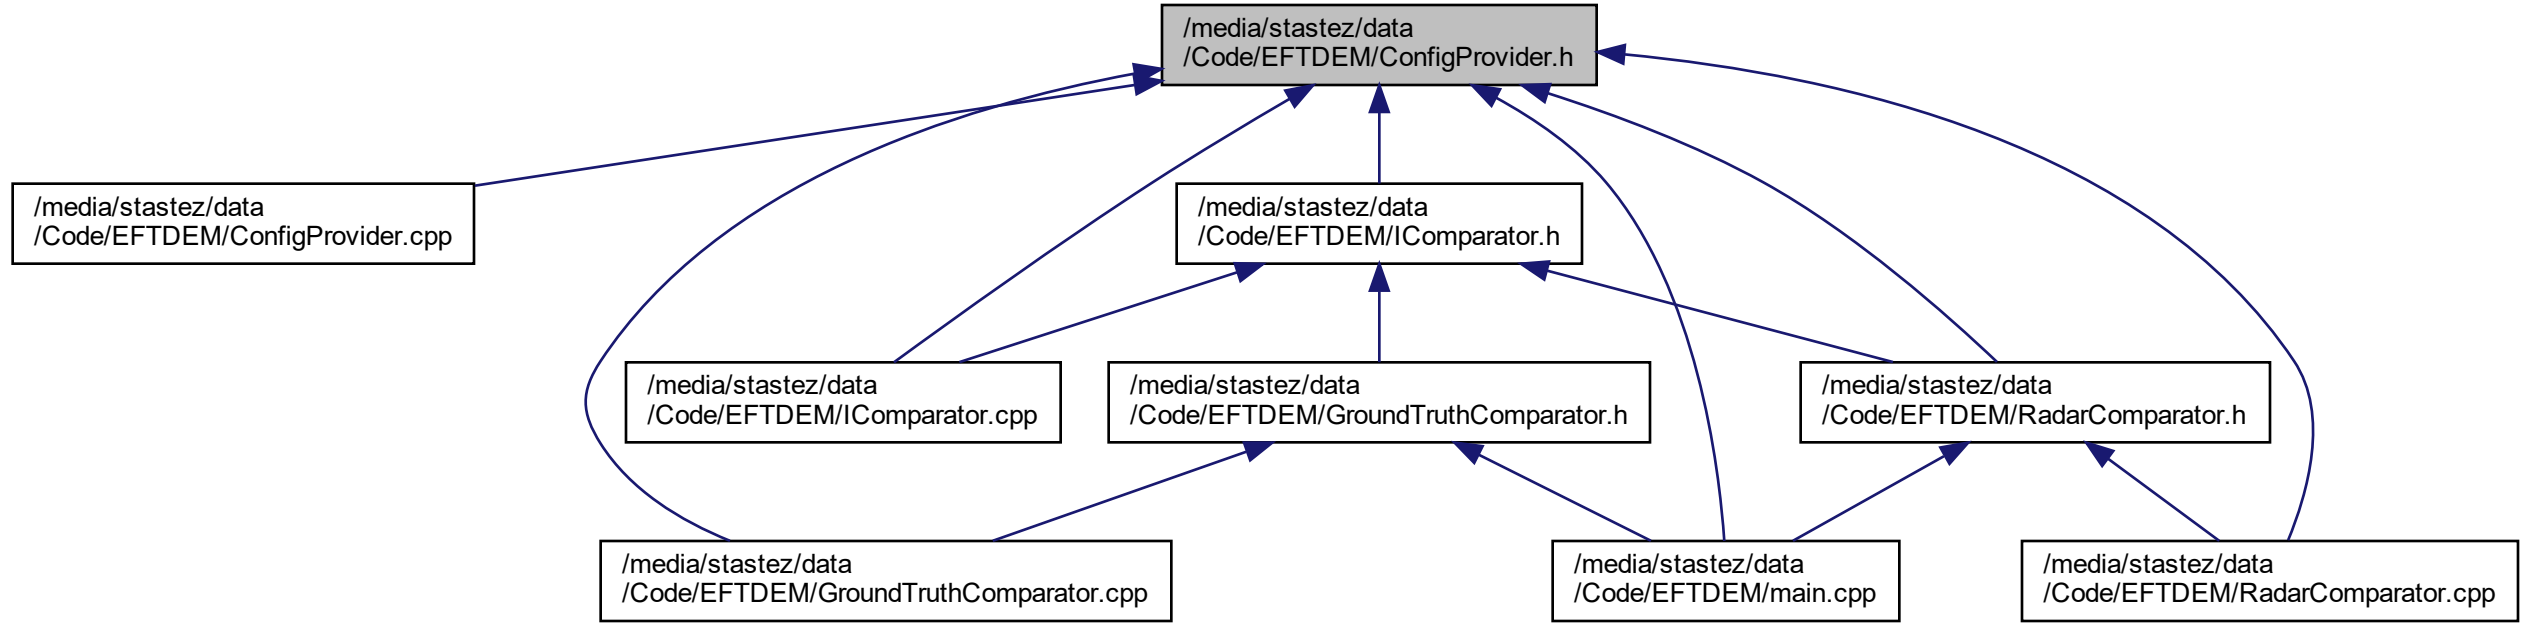 /media/stastez/data
/Code/EFTDEM/ConfigProvider.h
/media/stastez/data
/Code/EFTDEM/ConfigProvider.cpp
/media/stastez/data
/Code/EFTDEM/IComparator.h
/media/stastez/data
/Code/EFTDEM/IComparator.cpp
/media/stastez/data
/Code/EFTDEM/GroundTruthComparator.h
/media/stastez/data
/Code/EFTDEM/RadarComparator.h
/media/stastez/data
/Code/EFTDEM/GroundTruthComparator.cpp
/media/stastez/data
/Code/EFTDEM/main.cpp
/media/stastez/data
/Code/EFTDEM/RadarComparator.cpp